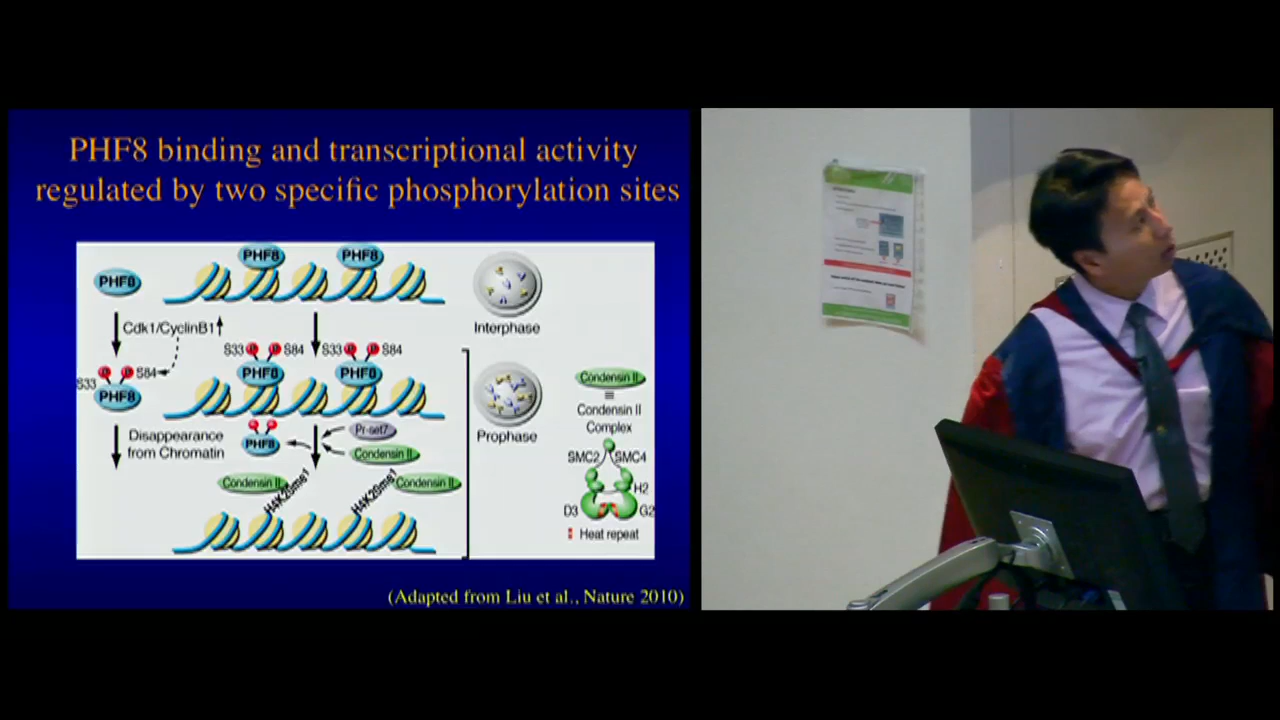 PHF8 binding and transcriptional activity
regulated by two specific phosphorylation sites
PHF8
PHF8
PHF8
Cdk1/CyclinB1
Interphase
S33
S84
S33
S84
S33
S84
PHF8
PHF8
PHF8
Condensin II
Condensin II
Complex
Prophase
Disappearance
from Chromatin
PHF8
Pr-set7
Condensin II
SMC2
SMC4
Condensin II
H4K20me1
H4K20me1
Condensin II
H2
D3
G2
Heat repeat
(Adapted from Liu et al., Nature 2010)